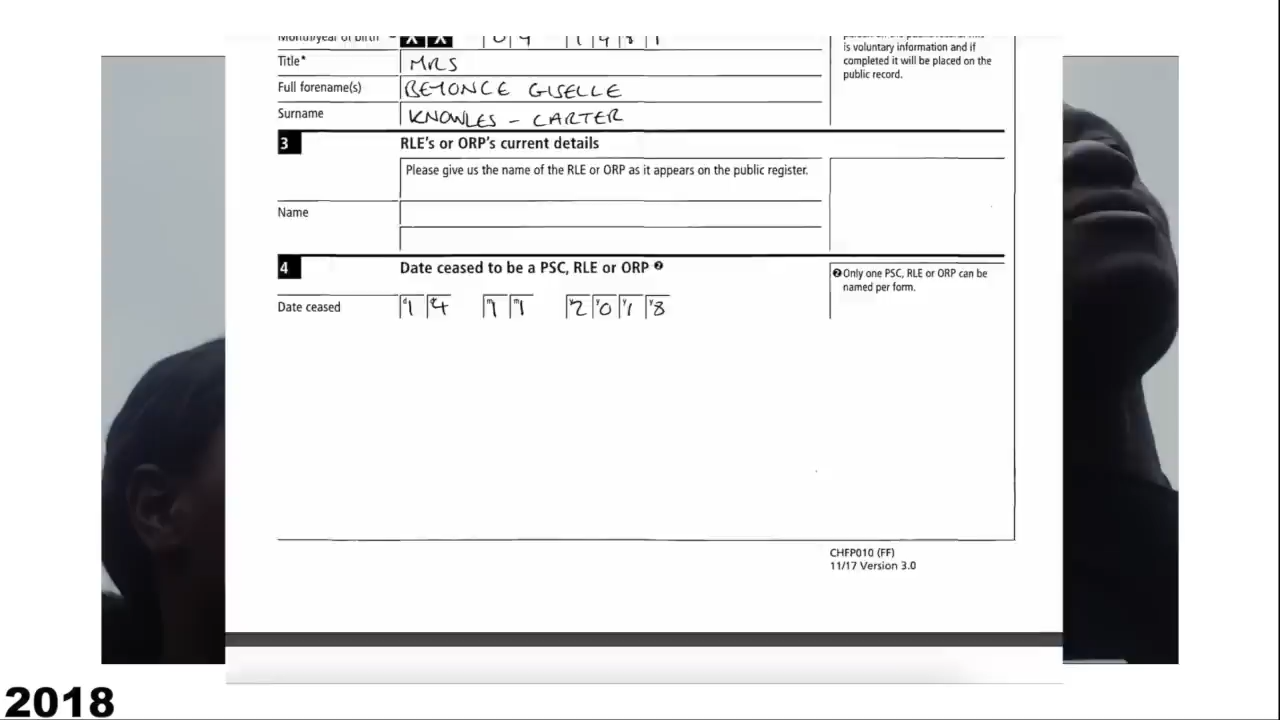 Month/year of birth X X 0 9 1 9 8 1
Title* MRS
Full forename(s) BEYONCE GISELLE
Surname KNOWLES - CARTER
is voluntary information and if
completed it will be placed on the
public record.
3 RLE's or ORP's current details
Please give us the name of the RLE or ORP as it appears on the public register.
Name
4 Date ceased to be a PSC, RLE or ORP ❷
❷ Only one PSC, RLE or ORP can be
named per form.
Date ceased 1 4 1 1 2 0 1 8
CHFP010 (FF)
11/17 Version 3.0
2018